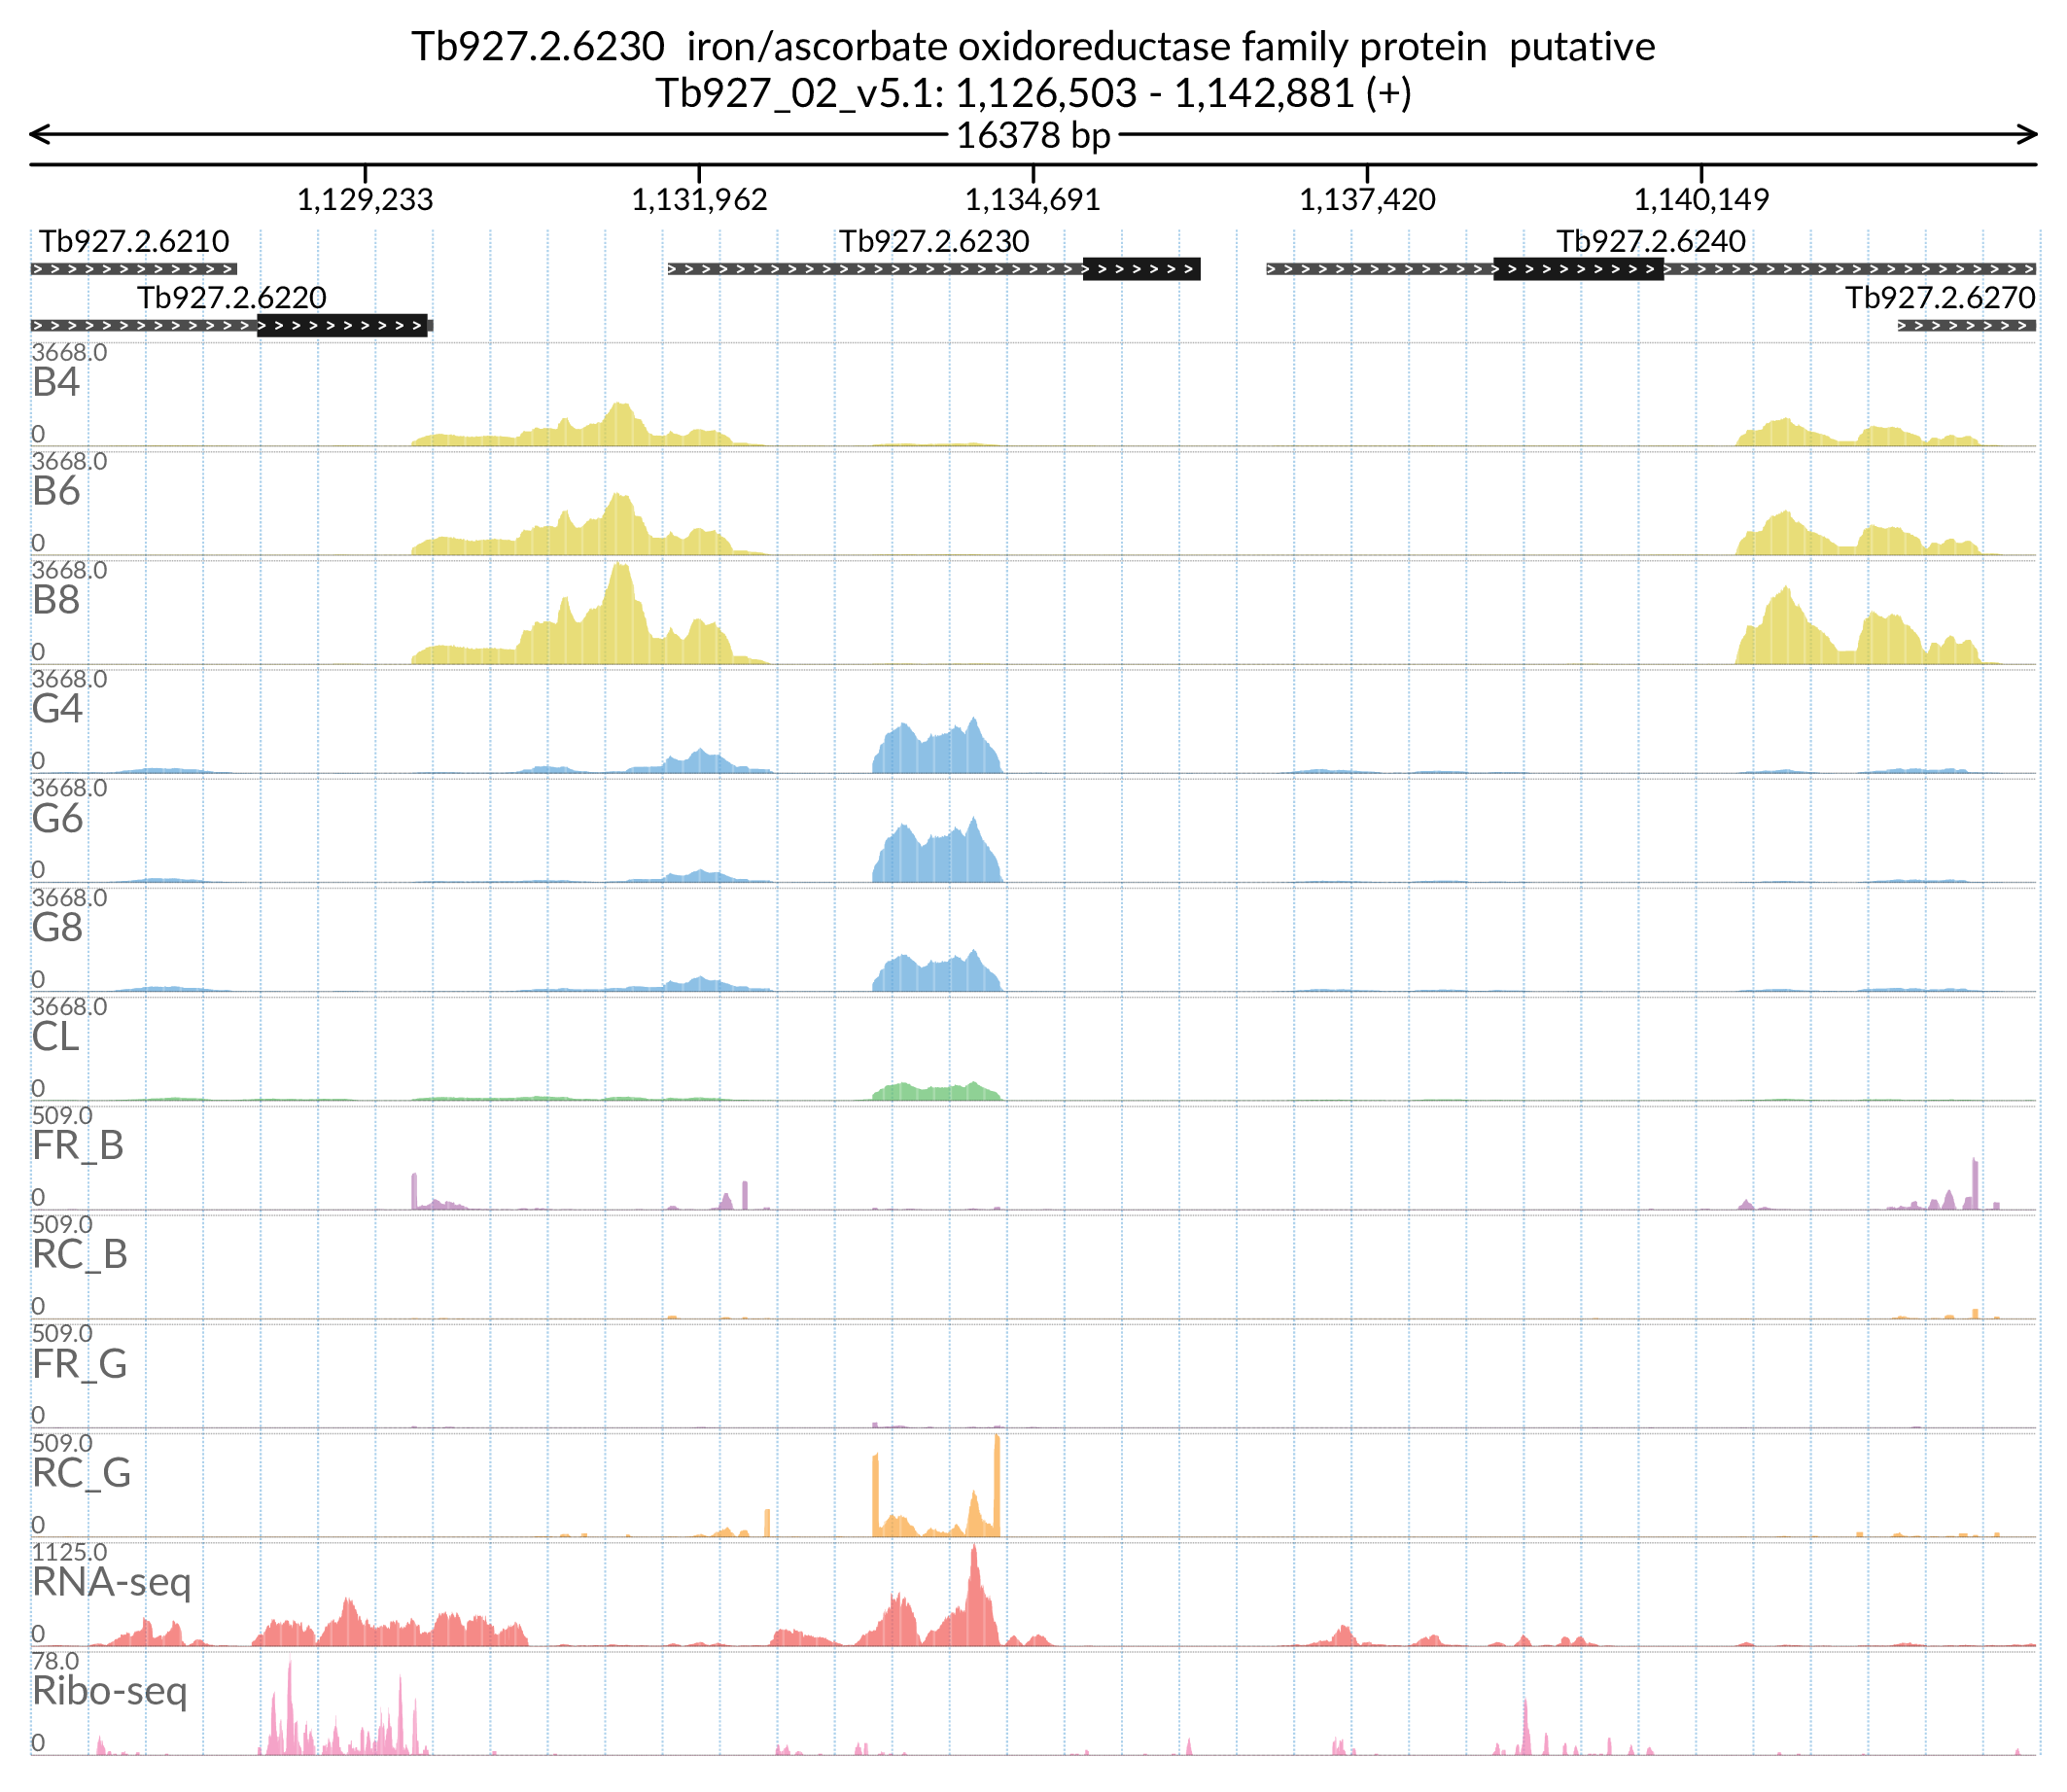 Tb927.2.6230  iron/ascorbate oxidoreductase family protein  putative
Tb927_02_v5.1: 1,126,503 - 1,142,881 (+)
16378 bp
1,129,233 1,131,962 1,134,691 1,137,420 1,140,149
Tb927.2.6210 Tb927.2.6230 Tb927.2.6240
Tb927.2.6220 Tb927.2.6270
3668.0
B4
0
3668.0
B6
0
3668.0
B8
0
3668.0
G4
0
3668.0
G6
0
3668.0
G8
0
3668.0
CL
0
509.0
FR_B
0
509.0
RC_B
0
509.0
FR_G
0
509.0
RC_G
0
1125.0
RNA-seq
0
78.0
Ribo-seq
0